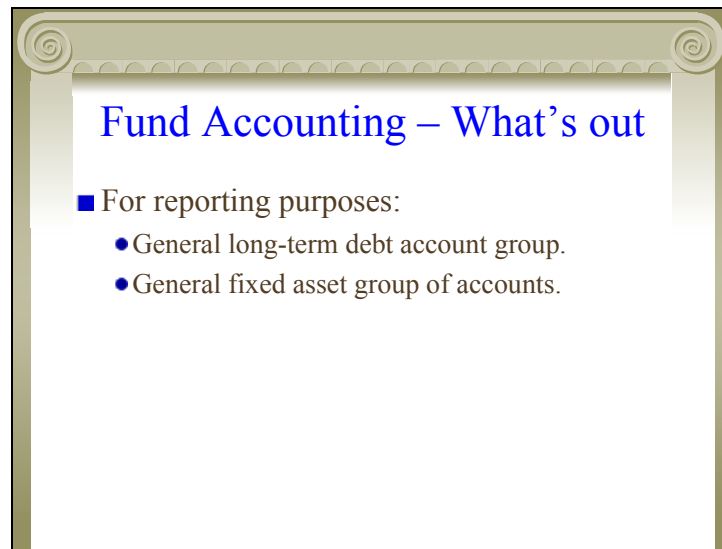 Fund Accounting – What’s out
For reporting purposes:
General long-term debt account group.
General fixed asset group of accounts.